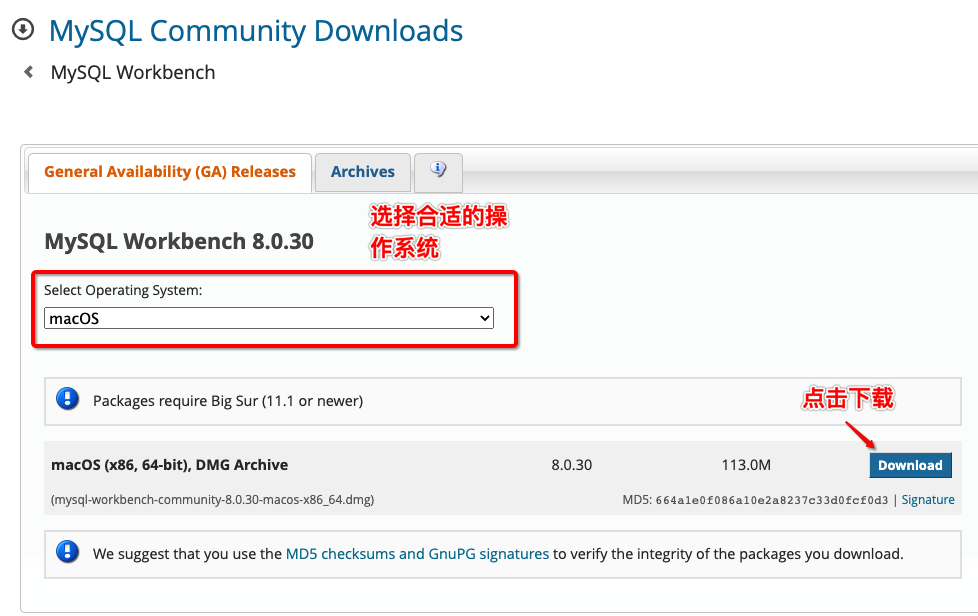 MySQL Community Downloads
MySQL Workbench
General Availability (GA) Releases
Archives
选择合适的操
作系统
MySQL Workbench 8.0.30
Select Operating System:
macOS
Packages require Big Sur (11.1 or newer)
点击下载
macOS (x86, 64-bit), DMG Archive 8.0.30 113.0M Download
(mysql-workbench-community-8.0.30-macos-x86_64.dmg) MD5: 664a1e0f086a10e2a8237c33d0fcf0d3 | Signature
We suggest that you use the MD5 checksums and GnuPG signatures to verify the integrity of the packages you download.